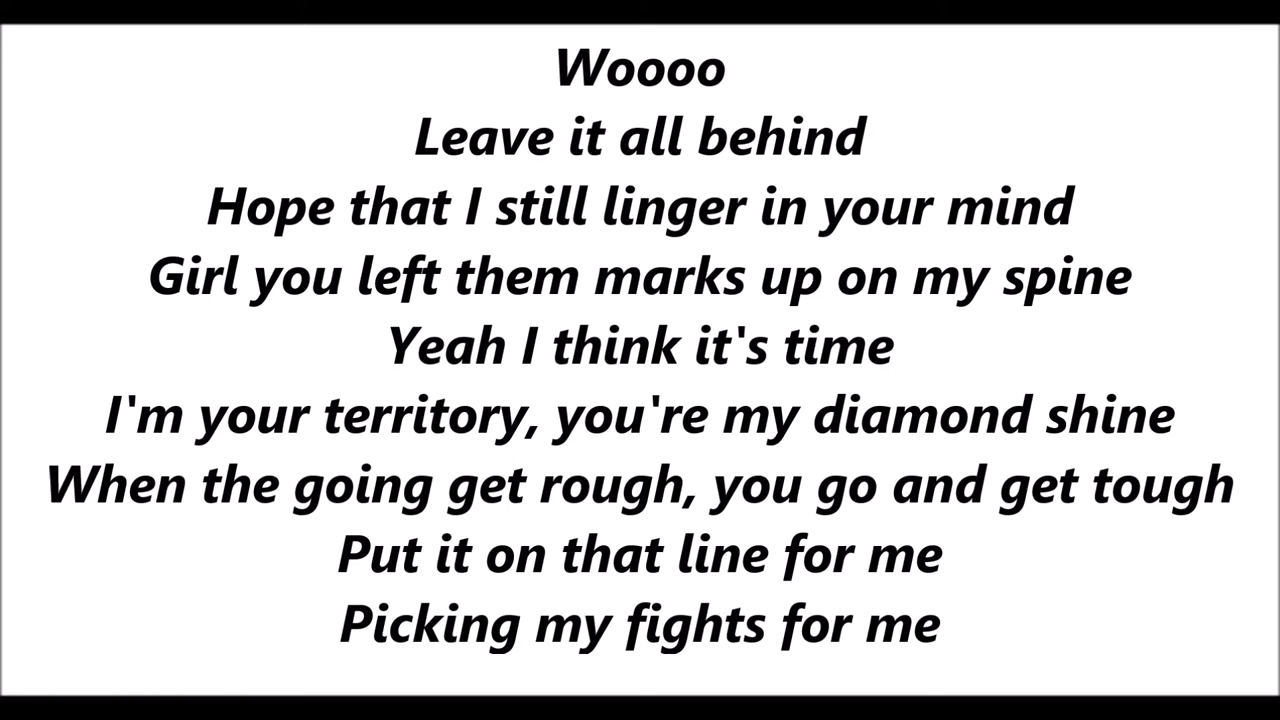 Woooo
Leave it all behind
Hope that I still linger in your mind
Girl you left them marks up on my spine
Yeah I think it's time
I'm your territory, you're my diamond shine
When the going get rough, you go and get tough
Put it on that line for me
Picking my fights for me